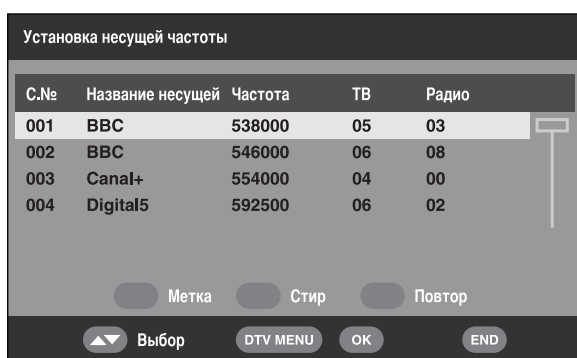 Установка несущей частоты
С.№ Название несущей Частота ТВ Радио
001 BBC 538000 05 03
002 BBC 546000 06 08
003 Canal+ 554000 04 00
004 Digital5 592500 06 02
Метка Стир Повтор
Выбор DTV MENU OK END